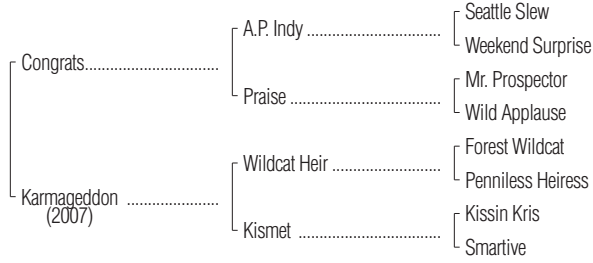 Seattle Slew
A.P. Indy ....................................
Weekend Surprise
Congrats....................................
Mr. Prospector
Praise ........................................
Wild Applause
Forest Wildcat
Wildcat Heir .............................
Penniless Heiress
Karmageddon ........................
(2007)
Kissin Kris
Kismet ......................................
Smartive